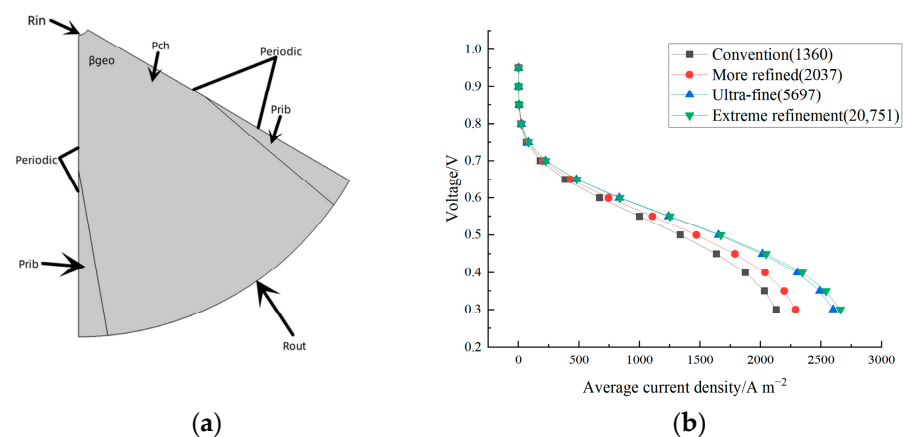 Rin
Pch
Periodic
βgeo
Prib
Periodic
Prib
Rout
(a)
Convention(1360)
More refined(2037)
Ultra-fine(5697)
Extreme refinement(20,751)
Voltage/V
1.0
0.9
0.8
0.7
0.6
0.5
0.4
0.3
0.2
0
500
1000
1500
2000
2500
3000
Average current density/A m⁻²
(b)